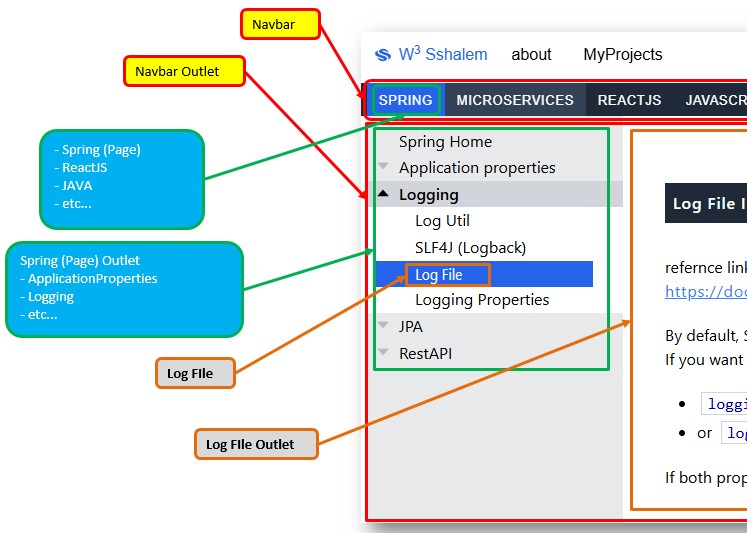 Navbar
Navbar Outlet
W3 Sshalem about MyProjects
SPRING MICROSERVICES REACTJS JAVASCR
- Spring (Page)
- ReactJS
- JAVA
- etc...
Spring (Page) Outlet
- ApplicationProperties
- Logging
- etc...
Log FIle
Log FIle Outlet
Spring Home
Application properties
Logging
Log Util
SLF4J (Logback)
Log File
Logging Properties
JPA
RestAPI
Log File I
refernce link
https://doc
By default, S
If you want
• loggi
• or log
If both prop